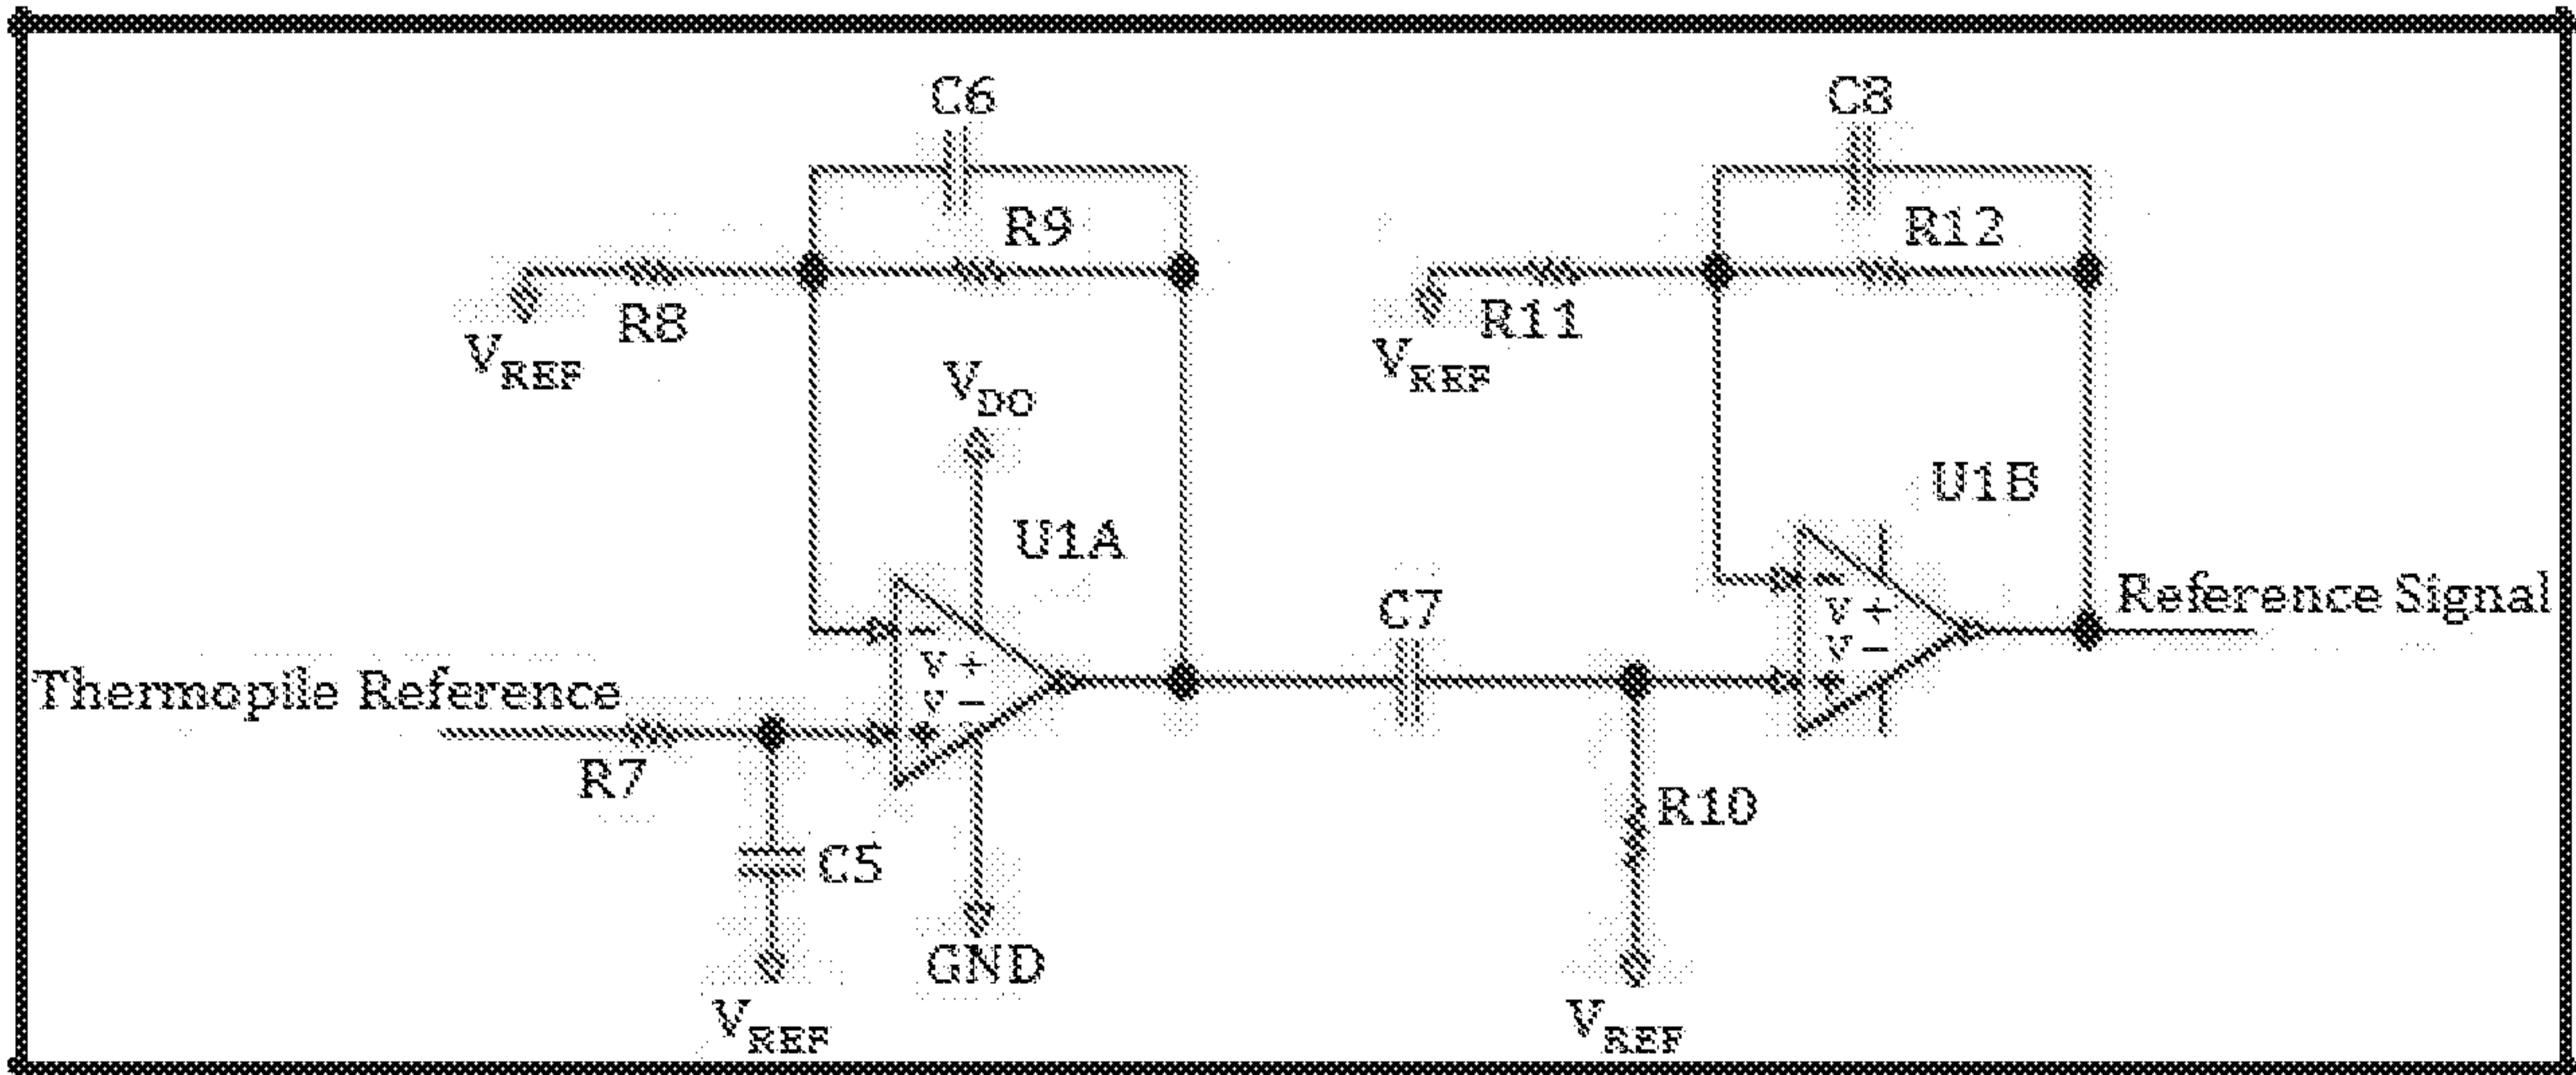 C6
C8
R9
R12
R8
R11
VREF
VREF
VDO
U1A
U1B
V+
V-
Reference Signal
C7
Thermopile Reference
V+
V-
R7
R10
C5
GND
VREF
VREF